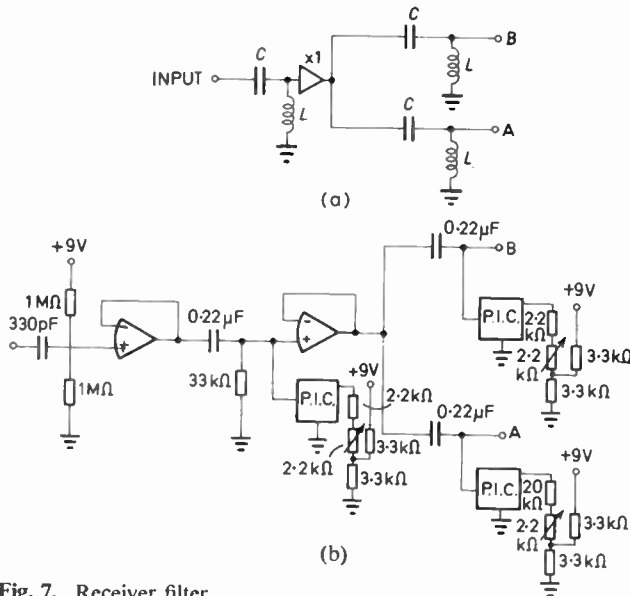 C
×1
C
B
INPUT
L
L
C
A
L
(a)
0·22µF
+9V
B
1MΩ
330pF
0·22µF
+9V
P.I.C.
2·2
kΩ
2·2
kΩ
3·3kΩ
3·3kΩ
1MΩ
33kΩ
+9V
P.I.C.
2·2kΩ
0·22µF
A
3·3kΩ
2·2kΩ
3·3kΩ
+9V
P.I.C.
20
kΩ
2·2
kΩ
3·3kΩ
3·3kΩ
(b)
Fig. 7. Receiver filter